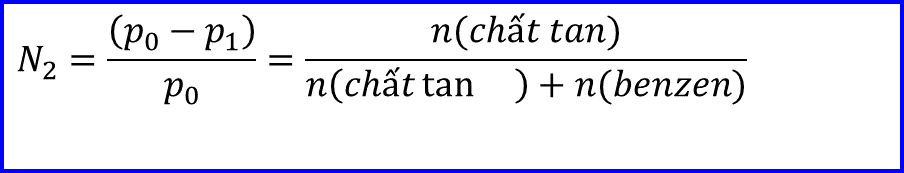 N₂ = (p₀ − p₁) / p₀ = n(chất tan) / n(chất tan ) + n(benzen)